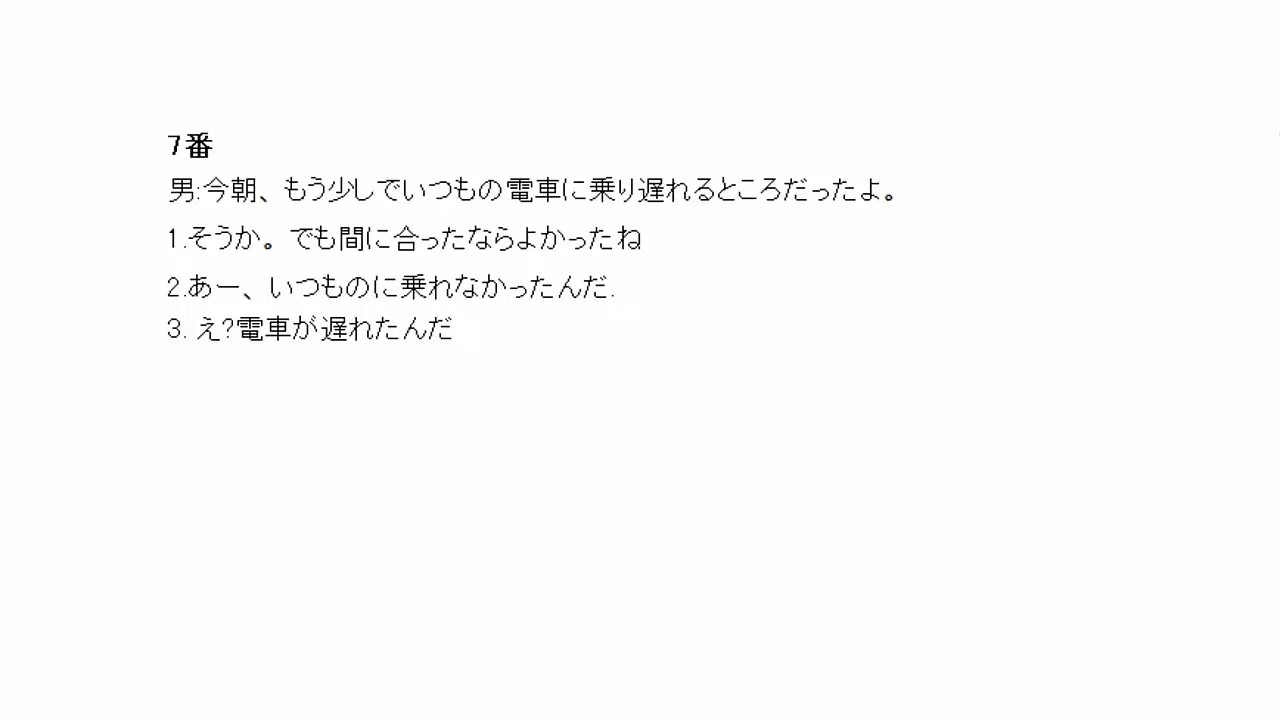 7番
男:今朝、もう少しでいつもの電車に乗り遅れるところだったよ。
1.そうか。でも間に合ったならよかったね
2.あー、いつものに乗れなかったんだ.
3. え?電車が遅れたんだ